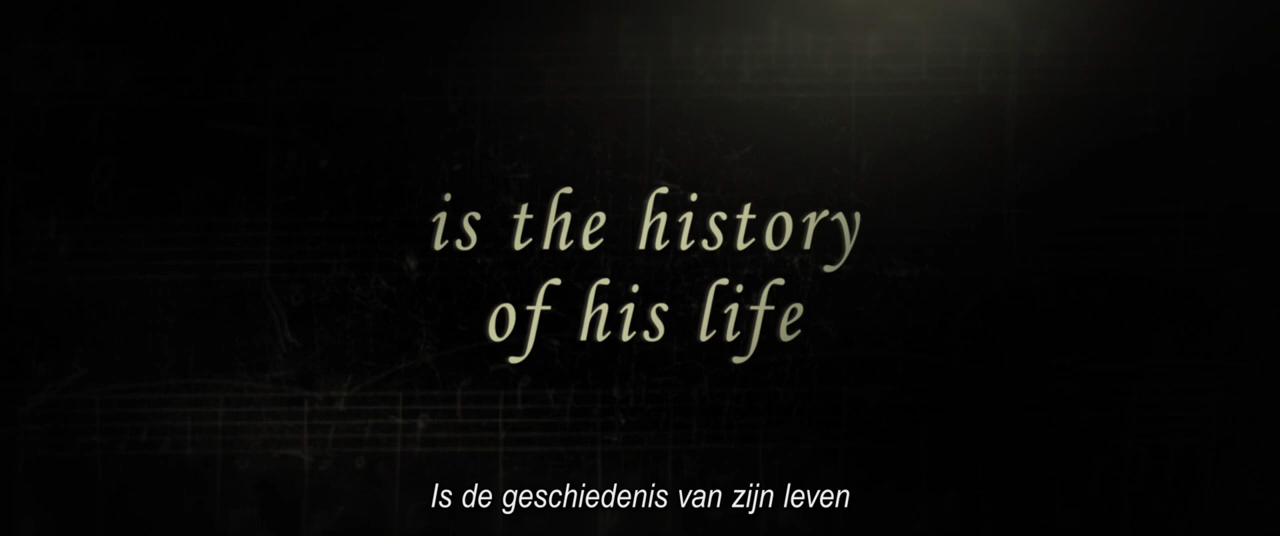 is the history
of his life
Is de geschiedenis van zijn leven